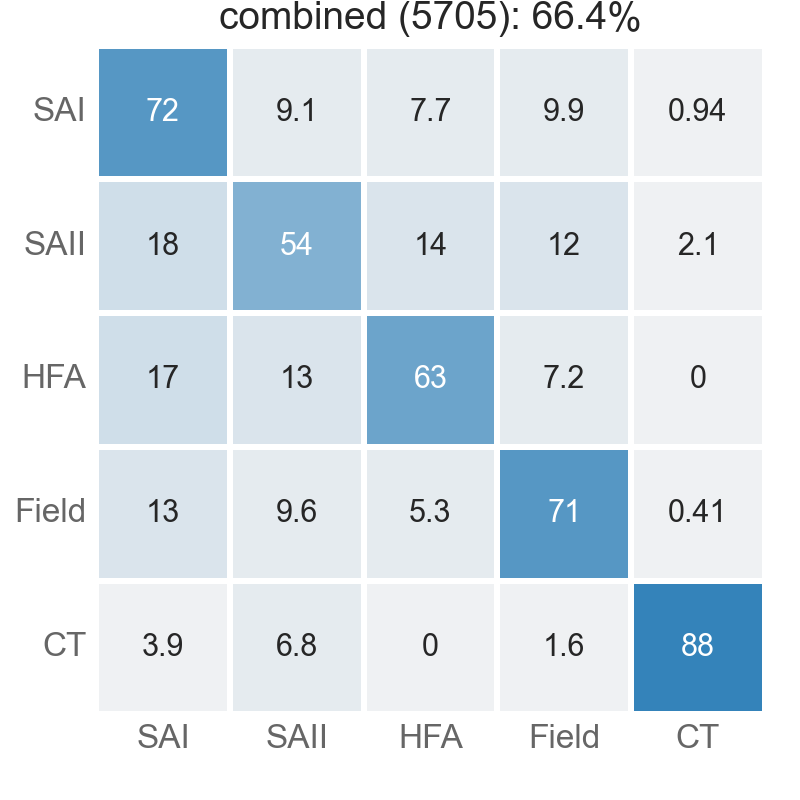 combined (5705): 66.4%
SAI 72 9.1 7.7 9.9 0.94
SAII 18 54 14 12 2.1
HFA 17 13 63 7.2 0
Field 13 9.6 5.3 71 0.41
CT 3.9 6.8 0 1.6 88
SAI SAII HFA Field CT